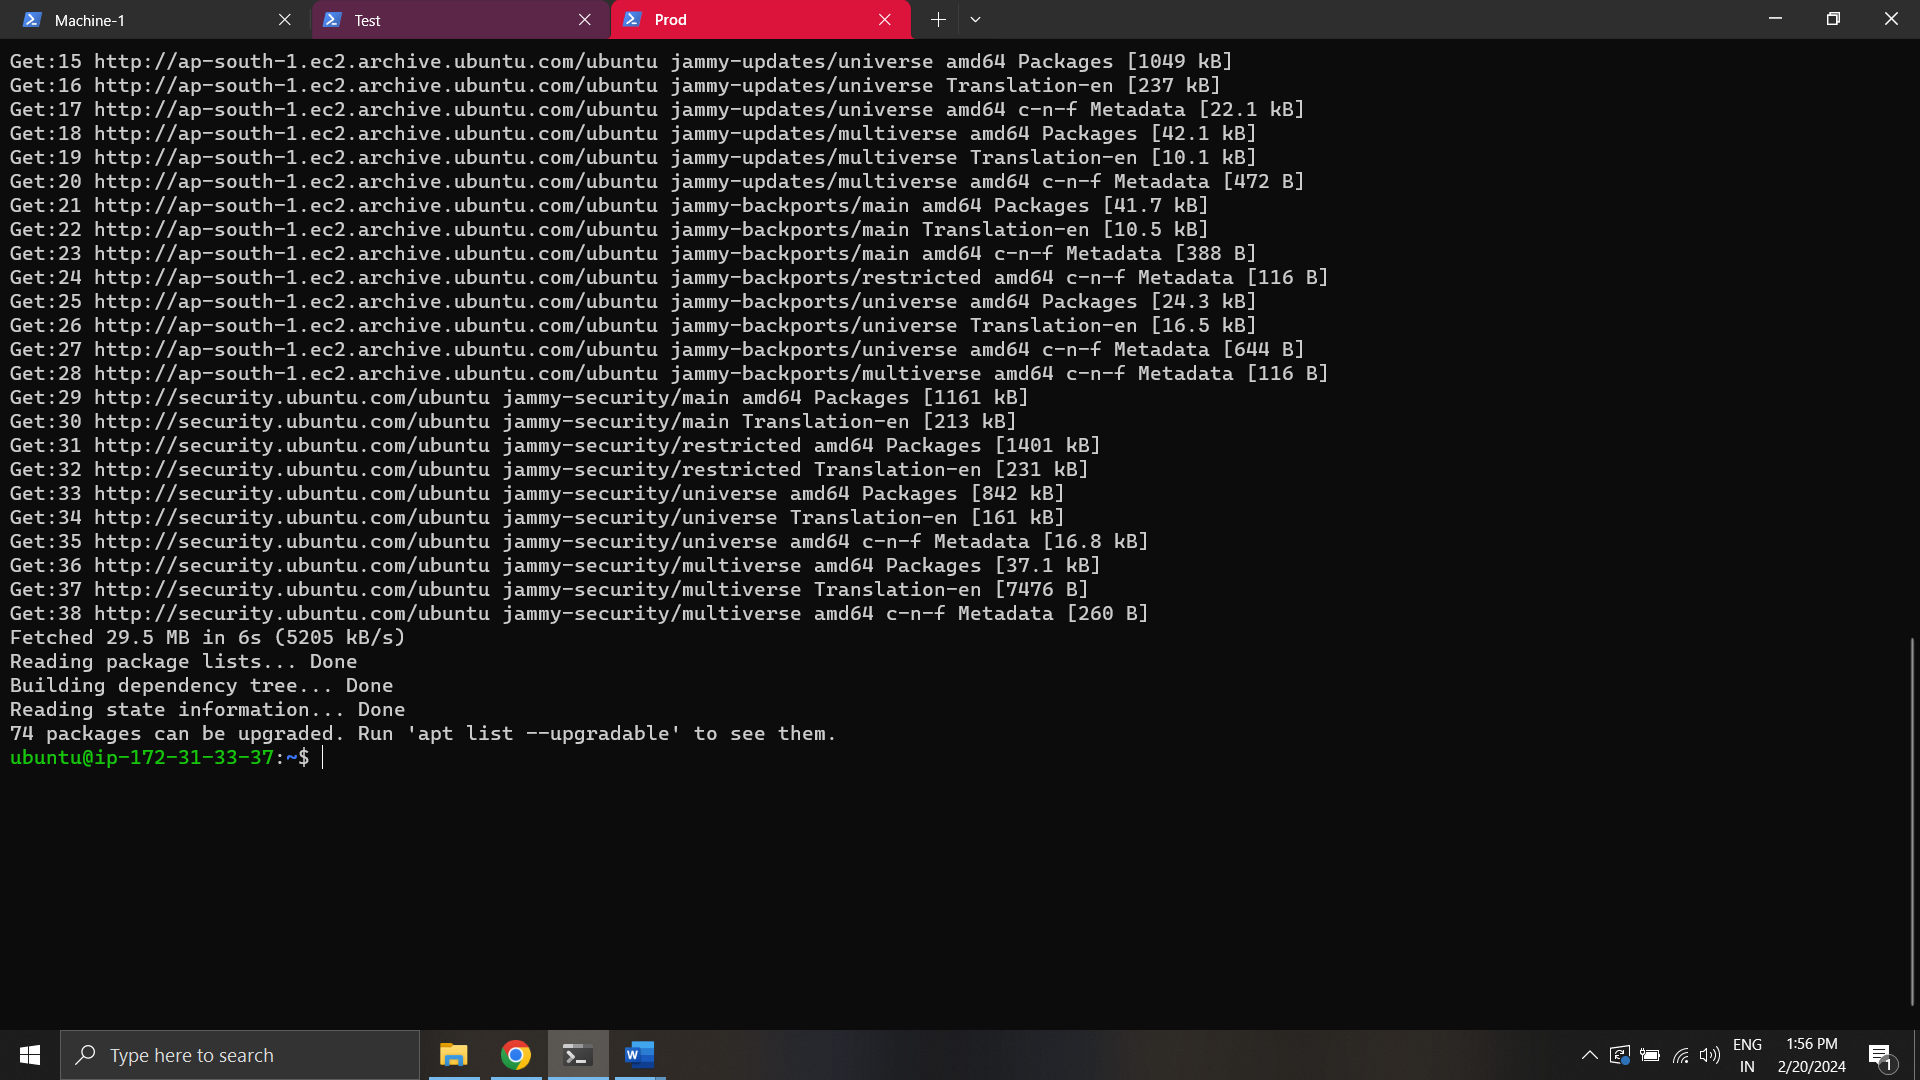 Machine-1
Test
Prod
Get:15 http://ap-south-1.ec2.archive.ubuntu.com/ubuntu jammy-updates/universe amd64 Packages [1049 kB]
Get:16 http://ap-south-1.ec2.archive.ubuntu.com/ubuntu jammy-updates/universe Translation-en [237 kB]
Get:17 http://ap-south-1.ec2.archive.ubuntu.com/ubuntu jammy-updates/universe amd64 c-n-f Metadata [22.1 kB]
Get:18 http://ap-south-1.ec2.archive.ubuntu.com/ubuntu jammy-updates/multiverse amd64 Packages [42.1 kB]
Get:19 http://ap-south-1.ec2.archive.ubuntu.com/ubuntu jammy-updates/multiverse Translation-en [10.1 kB]
Get:20 http://ap-south-1.ec2.archive.ubuntu.com/ubuntu jammy-updates/multiverse amd64 c-n-f Metadata [472 B]
Get:21 http://ap-south-1.ec2.archive.ubuntu.com/ubuntu jammy-backports/main amd64 Packages [41.7 kB]
Get:22 http://ap-south-1.ec2.archive.ubuntu.com/ubuntu jammy-backports/main Translation-en [10.5 kB]
Get:23 http://ap-south-1.ec2.archive.ubuntu.com/ubuntu jammy-backports/main amd64 c-n-f Metadata [388 B]
Get:24 http://ap-south-1.ec2.archive.ubuntu.com/ubuntu jammy-backports/restricted amd64 c-n-f Metadata [116 B]
Get:25 http://ap-south-1.ec2.archive.ubuntu.com/ubuntu jammy-backports/universe amd64 Packages [24.3 kB]
Get:26 http://ap-south-1.ec2.archive.ubuntu.com/ubuntu jammy-backports/universe Translation-en [16.5 kB]
Get:27 http://ap-south-1.ec2.archive.ubuntu.com/ubuntu jammy-backports/universe amd64 c-n-f Metadata [644 B]
Get:28 http://ap-south-1.ec2.archive.ubuntu.com/ubuntu jammy-backports/multiverse amd64 c-n-f Metadata [116 B]
Get:29 http://security.ubuntu.com/ubuntu jammy-security/main amd64 Packages [1161 kB]
Get:30 http://security.ubuntu.com/ubuntu jammy-security/main Translation-en [213 kB]
Get:31 http://security.ubuntu.com/ubuntu jammy-security/restricted amd64 Packages [1401 kB]
Get:32 http://security.ubuntu.com/ubuntu jammy-security/restricted Translation-en [231 kB]
Get:33 http://security.ubuntu.com/ubuntu jammy-security/universe amd64 Packages [842 kB]
Get:34 http://security.ubuntu.com/ubuntu jammy-security/universe Translation-en [161 kB]
Get:35 http://security.ubuntu.com/ubuntu jammy-security/universe amd64 c-n-f Metadata [16.8 kB]
Get:36 http://security.ubuntu.com/ubuntu jammy-security/multiverse amd64 Packages [37.1 kB]
Get:37 http://security.ubuntu.com/ubuntu jammy-security/multiverse Translation-en [7476 B]
Get:38 http://security.ubuntu.com/ubuntu jammy-security/multiverse amd64 c-n-f Metadata [260 B]
Fetched 29.5 MB in 6s (5205 kB/s)
Reading package lists... Done
Building dependency tree... Done
Reading state information... Done
74 packages can be upgraded. Run 'apt list --upgradable' to see them.
ubuntu@ip-172-31-33-37:~$
Type here to search
W
ENG
IN
1:56 PM
2/20/2024
1